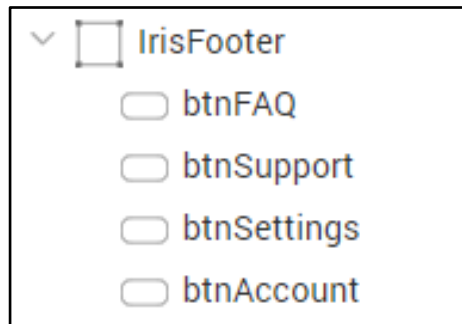 IrisFooter
btnFAQ
btnSupport
btnSettings
btnAccount